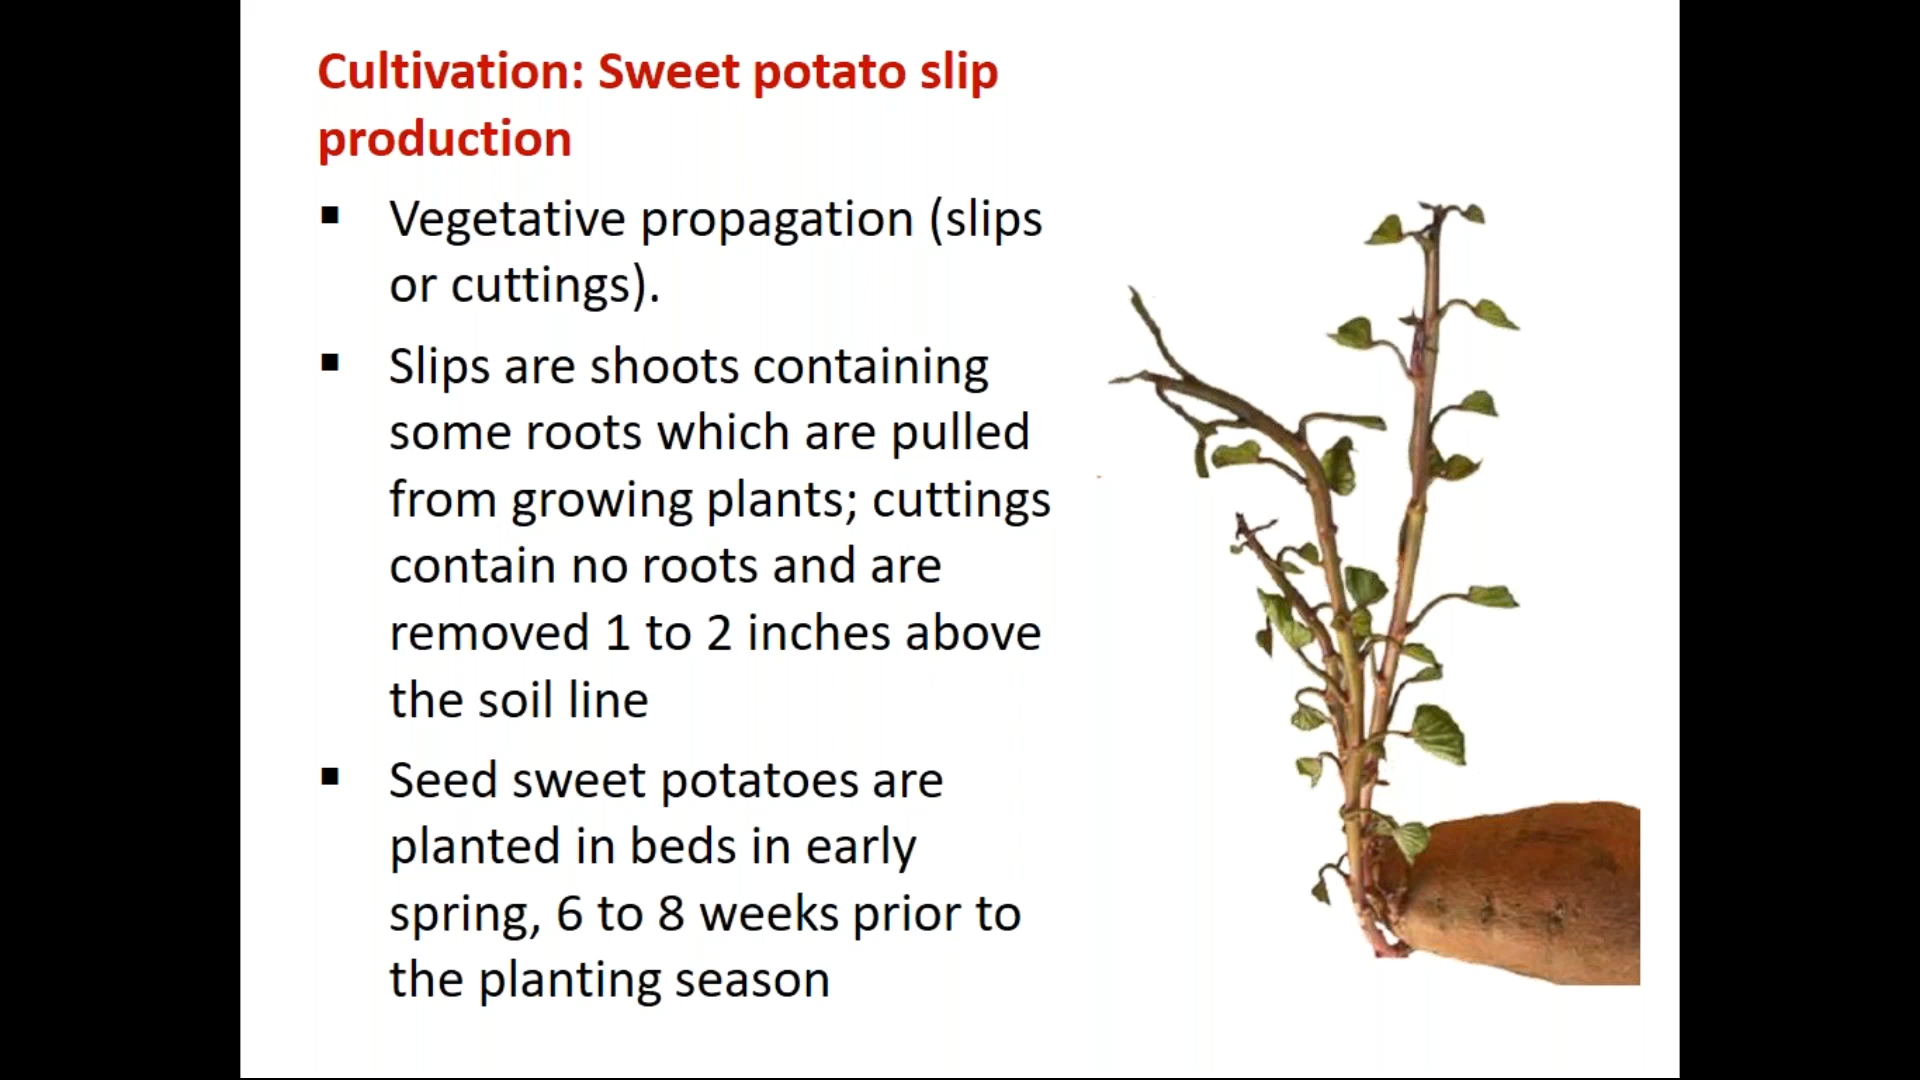 Cultivation: Sweet potato slip
production
▪ Vegetative propagation (slips
or cuttings).
▪ Slips are shoots containing
some roots which are pulled
from growing plants; cuttings
contain no roots and are
removed 1 to 2 inches above
the soil line
▪ Seed sweet potatoes are
planted in beds in early
spring, 6 to 8 weeks prior to
the planting season